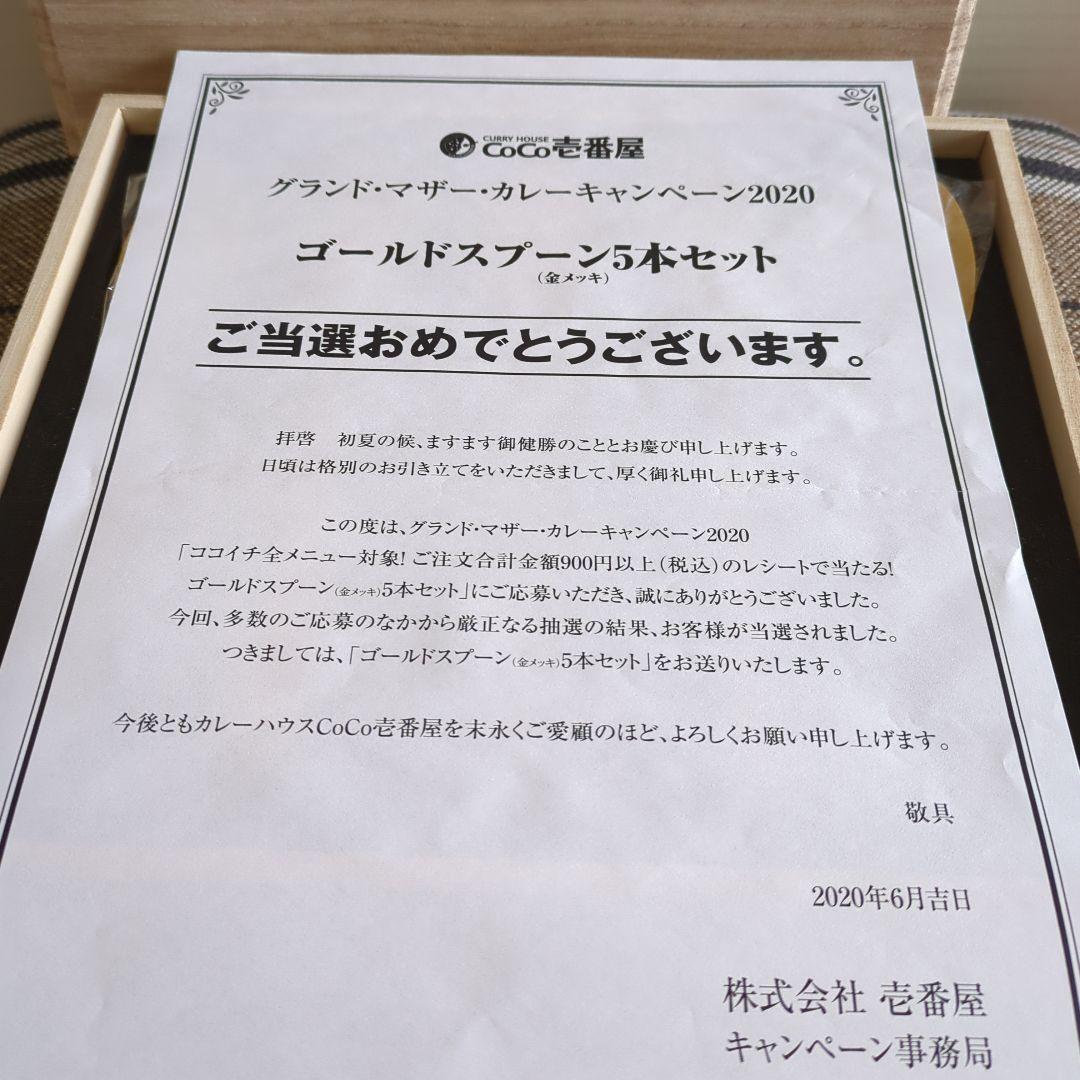 CURRY HOUSE
CoCo壱番屋
グランド・マザー・カレーキャンペーン2020
ゴールドスプーン5本セット
(金メッキ)
ご当選おめでとうございます。
拝啓　初夏の候、ますます御健勝のこととお慶び申し上げます。
日頃は格別のお引き立てをいただきまして、厚く御礼申し上げます。
この度は、グランド・マザー・カレーキャンペーン2020
「ココイチ全メニュー対象! ご注文合計金額900円以上(税込)のレシートで当たる!
ゴールドスプーン(金メッキ)5本セット」にご応募いただき、誠にありがとうございました。
今回、多数のご応募のなかから厳正なる抽選の結果、お客様が当選されました。
つきましては、「ゴールドスプーン(金メッキ)5本セット」をお送りいたします。
今後ともカレーハウスCoCo壱番屋を末永くご愛顧のほど、よろしくお願い申し上げます。
敬具
2020年6月吉日
株式会社 壱番屋
キャンペーン事務局